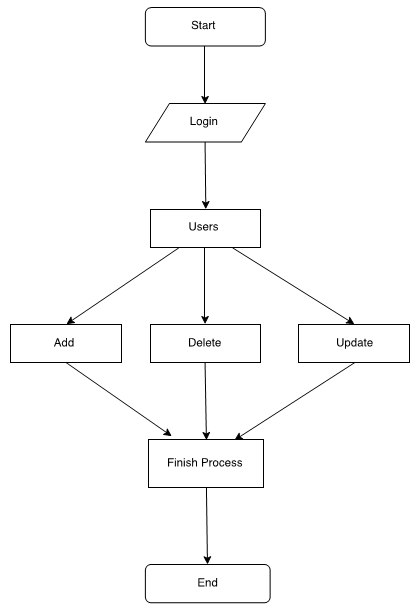 Start
Login
Users
Add
Delete
Update
Finish Process
End